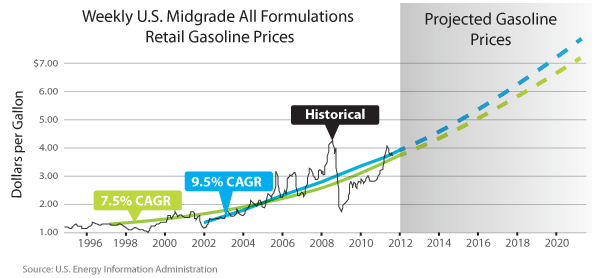 Weekly U.S. Midgrade All Formulations
Retail Gasoline Prices
Projected Gasoline
Prices
Dollars per Gallon
$7.00
6.00
5.00
4.00
3.00
2.00
1.00
Historical
9.5% CAGR
7.5% CAGR
1996 1998 2000 2002 2004 2006 2008 2010 2012 2014 2016 2018 2020
Source: U.S. Energy Information Administration